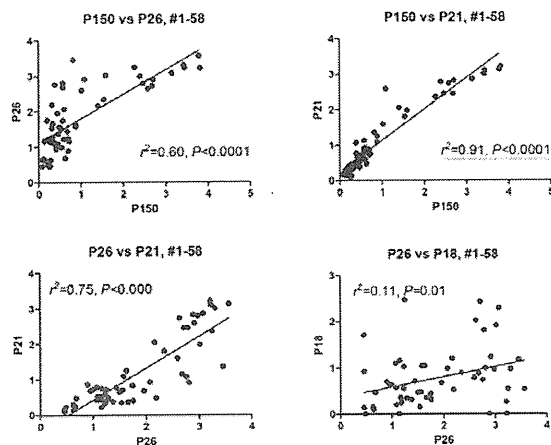 P150 vs P26, #1-58
4
3
2
1
0
P26
r²=0.60, P<0.0001
0 1 2 3 4 5
P150
P150 vs P21, #1-58
4
3
2
1
0
P21
r²=0.91, P<0.0001
0 1 2 3 4 5
P150
P26 vs P21, #1-58
4
3
2
1
0
P21
r²=0.75, P<0.000
0 1 2 3 4
P26
P26 vs P18, #1-58
3
2
1
0
P18
r²=0.11, P=0.01
0 1 2 3 4
P26